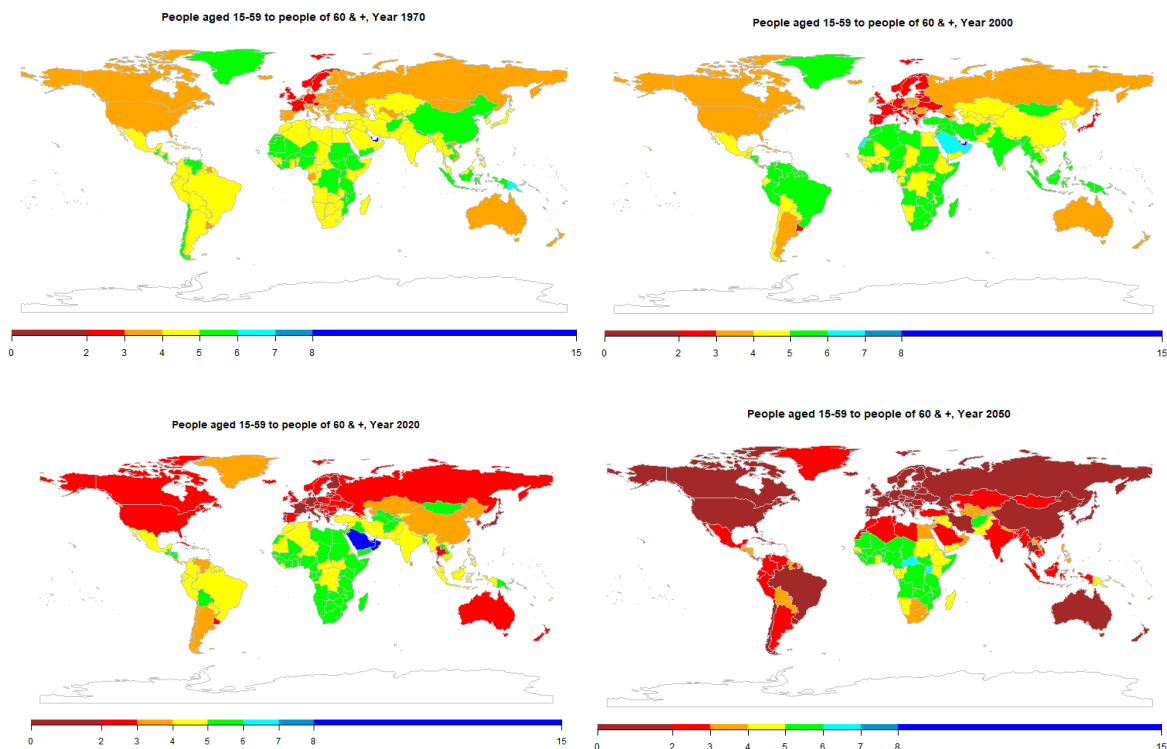 People aged 15-59 to people of 60 & +, Year 1970
0 2 3 4 5 6 7 8 15
People aged 15-59 to people of 60 & +, Year 2000
0 2 3 4 5 6 7 8 15
People aged 15-59 to people of 60 & +, Year 2020
0 2 3 4 5 6 7 8 15
People aged 15-59 to people of 60 & +, Year 2050
0 2 3 4 5 6 7 8 15